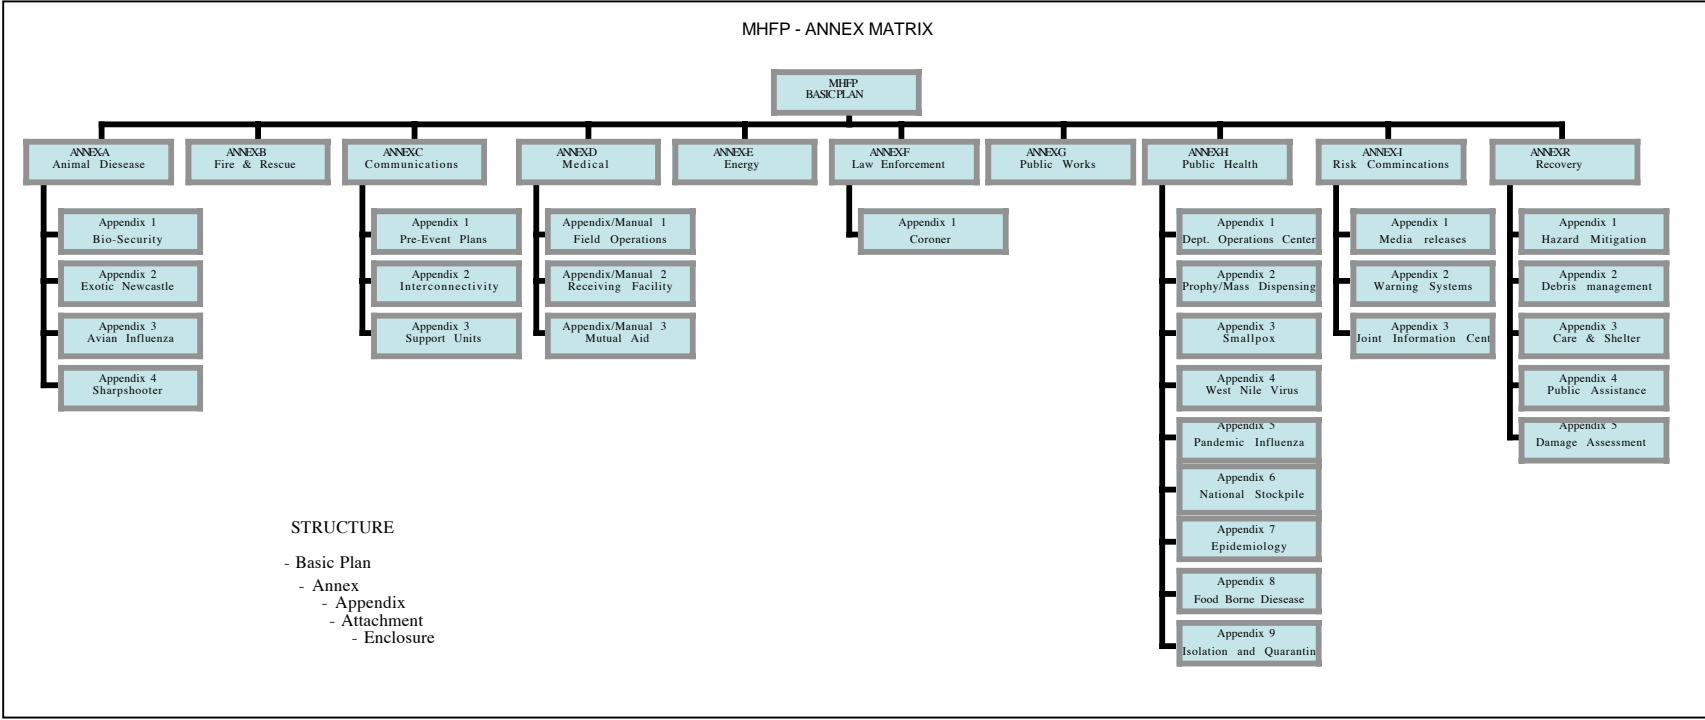 MHFP - ANNEX MATRIX
MHFP
BASICPLAN
ANNEX-A
Animal Diesease
ANNEX-B
Fire & Rescue
ANNEX-C
Communications
ANNEX-D
Medical
ANNEX-E
Energy
ANNEX-F
Law Enforcement
ANNEX-G
Public Works
ANNEX-H
Public Health
ANNEX-I
Risk Commincations
ANNEX-R
Recovery
Appendix 1
Bio-Security
Appendix 2
Exotic Newcastle
Appendix 3
Avian Influenza
Appendix 4
Sharpshooter
Appendix 1
Pre-Event Plans
Appendix 2
Interconnectivity
Appendix 3
Support Units
Appendix/Manual 1
Field Operations
Appendix/Manual 2
Receiving Facility
Appendix/Manual 3
Mutual Aid
Appendix 1
Coroner
Appendix 1
Dept. Operations Center
Appendix 2
Prophy/Mass Dispensing
Appendix 3
Smallpox
Appendix 4
West Nile Virus
Appendix 5
Pandemic Influenza
Appendix 6
National Stockpile
Appendix 7
Epidemiology
Appendix 8
Food Borne Diesease
Appendix 9
Isolation and Quarantin
Appendix 1
Media releases
Appendix 2
Warning Systems
Appendix 3
Joint Information Cent
Appendix 1
Hazard Mitigation
Appendix 2
Debris management
Appendix 3
Care & Shelter
Appendix 4
Public Assistance
Appendix 5
Damage Assessment
STRUCTURE
- Basic Plan
- Annex
- Appendix
- Attachment
- Enclosure